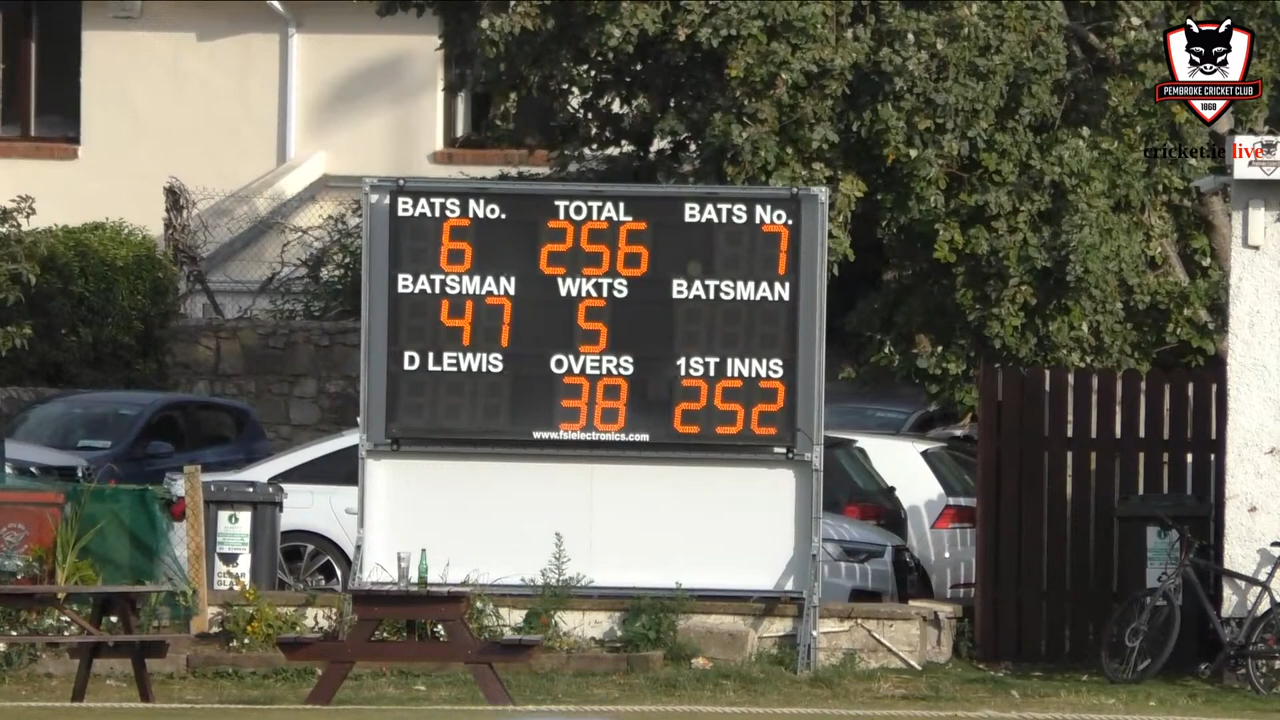 PEMBROKE CRICKET CLUB
1868
cricket.ie live
BATS No. TOTAL BATS No.
6 256 7
BATSMAN WKTS BATSMAN
47 5
D LEWIS OVERS 1ST INNS
38 252
www.fslelectronics.com
CLEAR